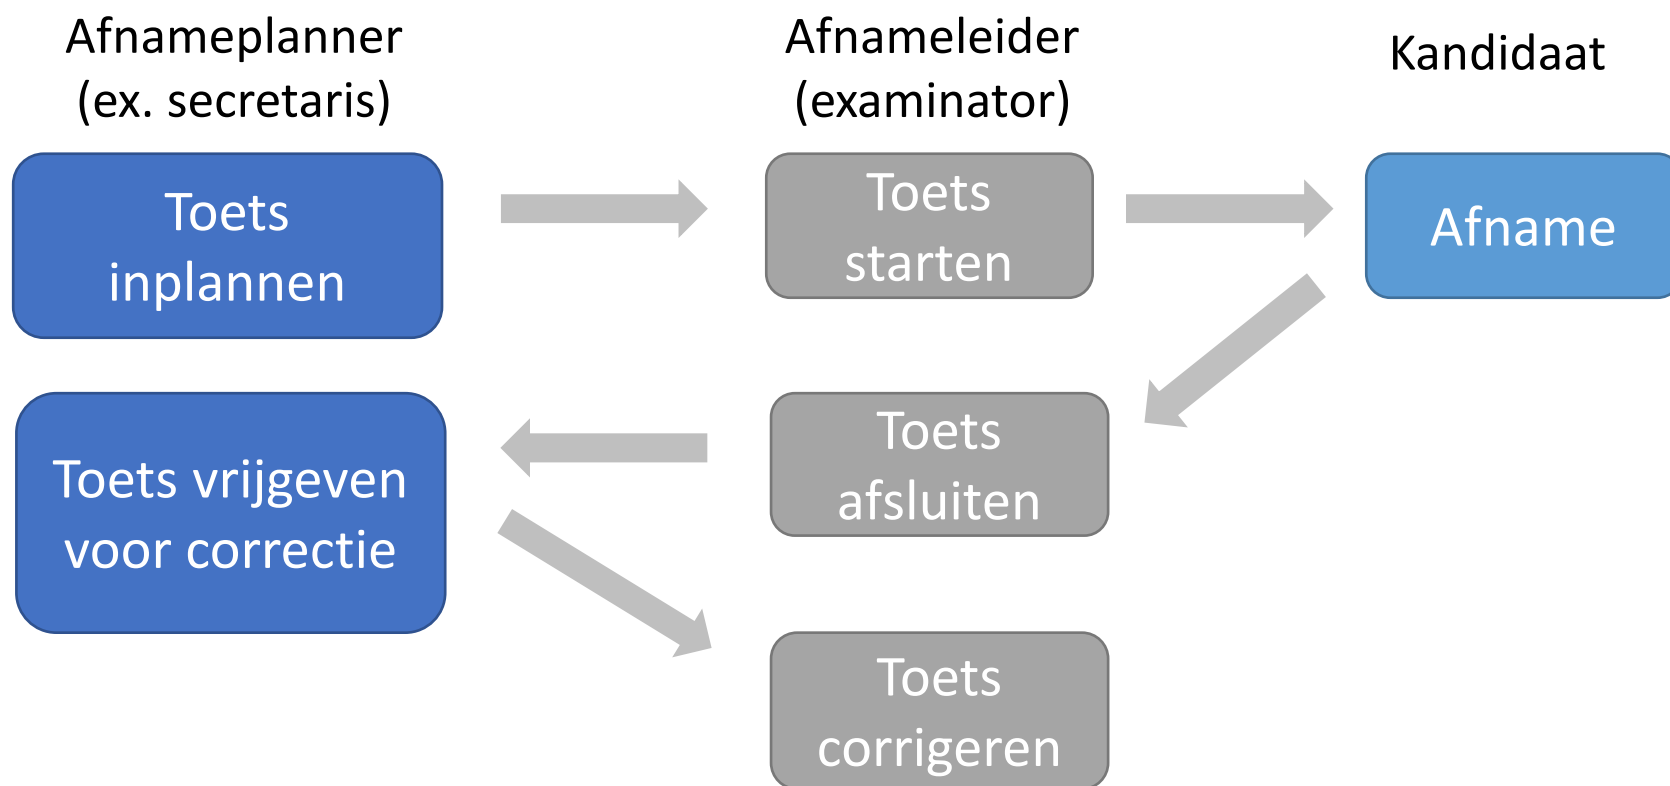 Afnameplanner
(ex. secretaris)
Afnameleider
(examinator)
Kandidaat
Toets
inplannen
Toets
starten
Afname
Toets vrijgeven
voor correctie
Toets
afsluiten
Toets
corrigeren